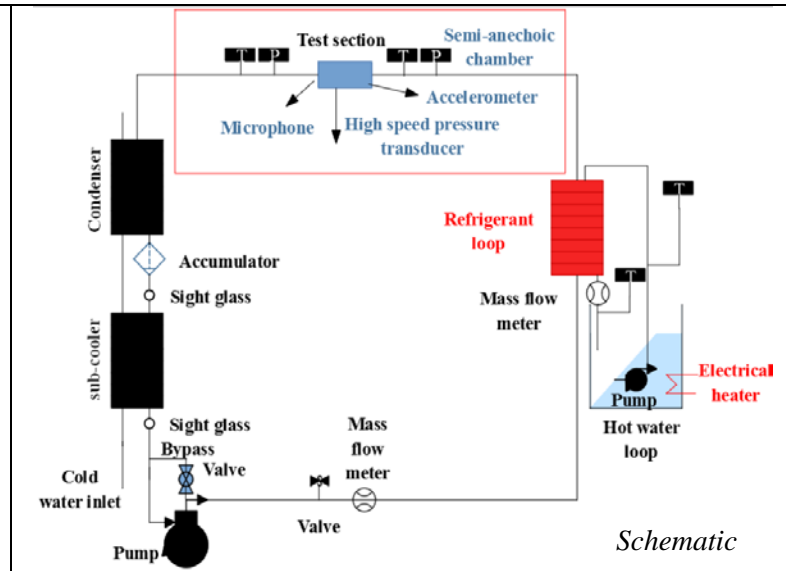 Test section
Semi-anechoic
chamber
T
P
T
P
Accelerometer
Microphone
High speed pressure
transducer
Condenser
T
Refrigerant
loop
Accumulator
T
Sight glass
Mass flow
meter
sub-cooler
Electrical
heater
Pump
Sight glass
Hot water
loop
Bypass
Valve
Mass
flow
meter
Cold
water inlet
Valve
Pump
Schematic